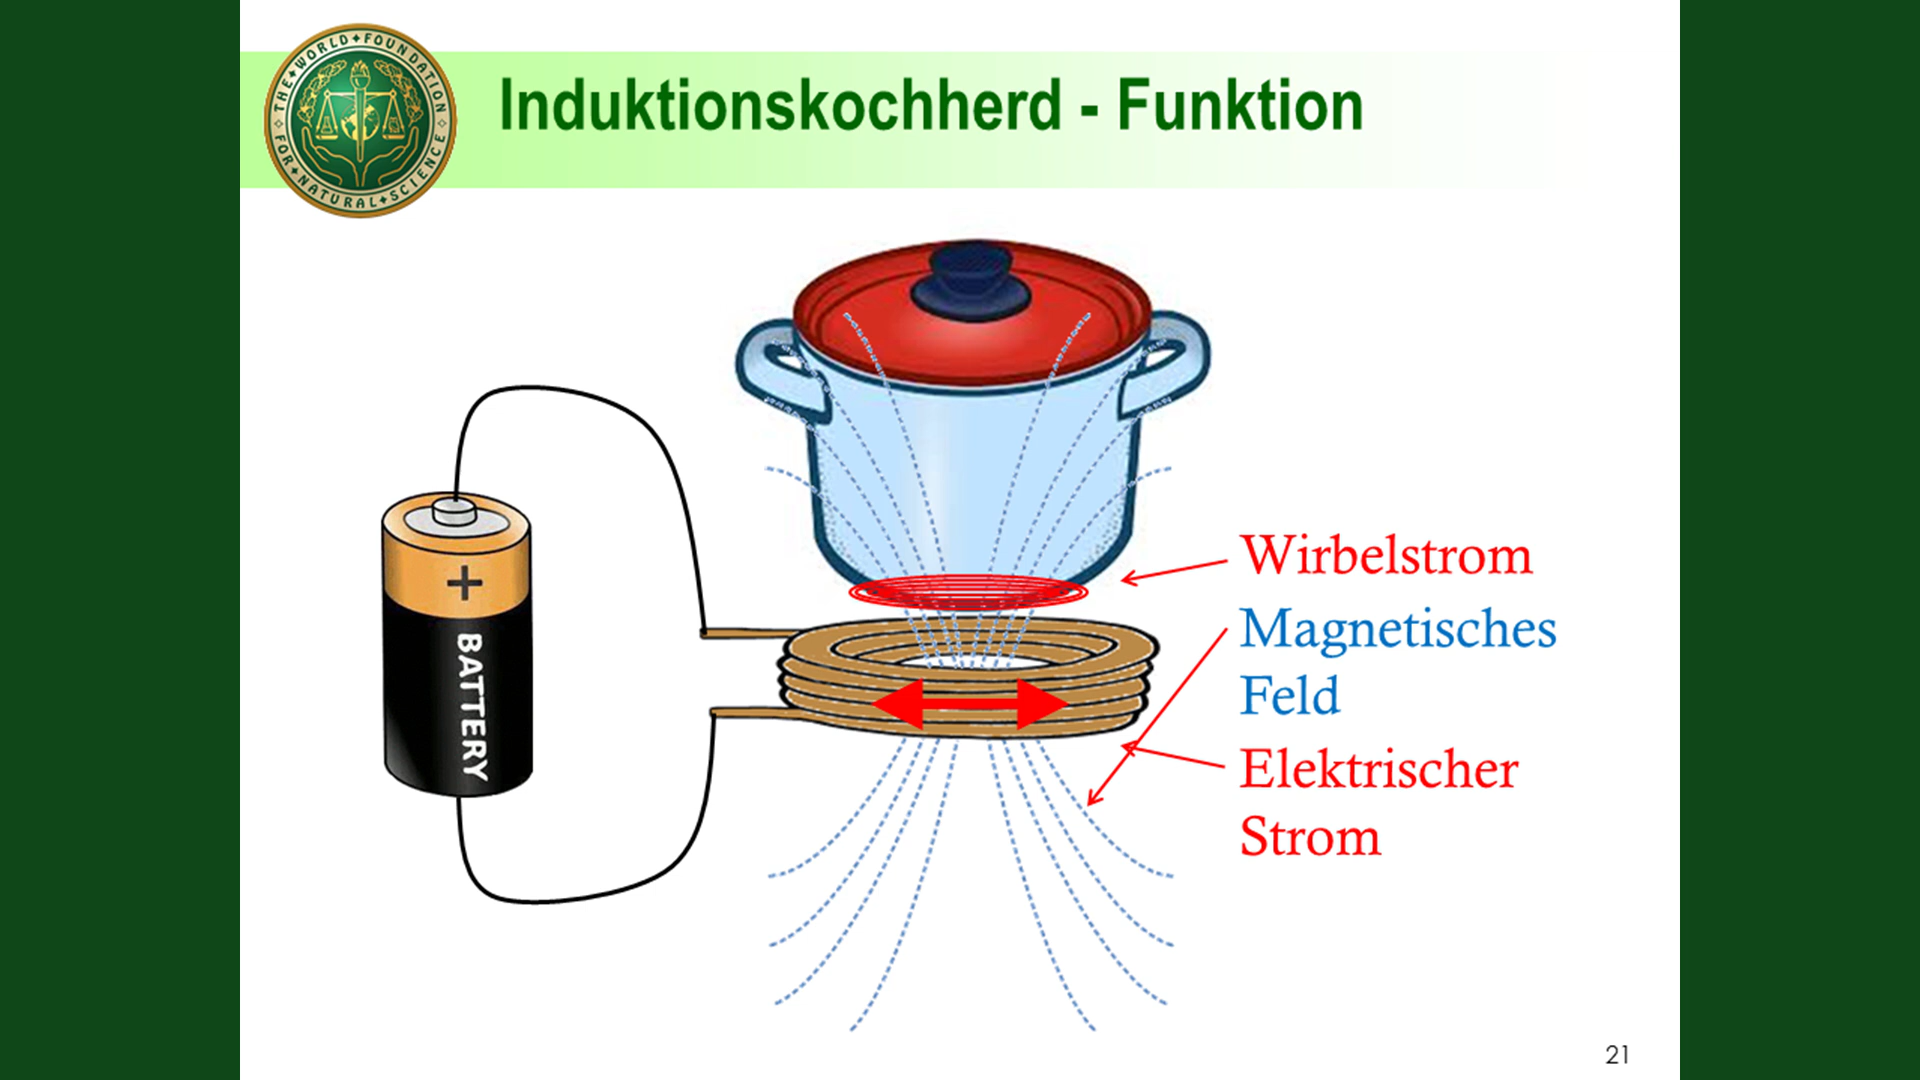 THE WORLD FOUNDATION
FOR NATURAL SCIENCE
Induktionskochherd - Funktion
+
BATTERY
Wirbelstrom
Magnetisches
Feld
Elektrischer
Strom
21